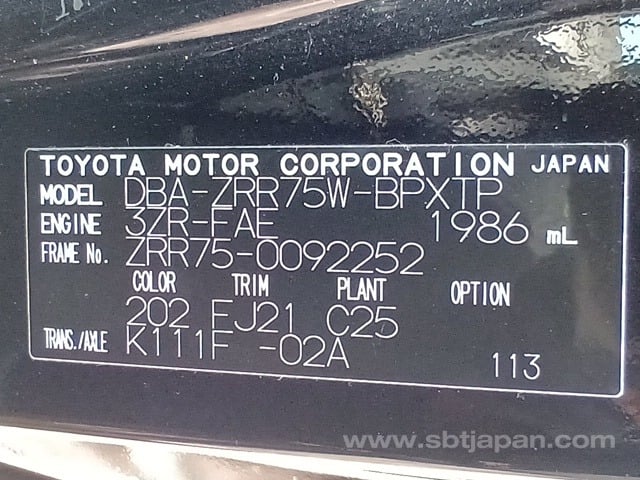 TOYOTA MOTOR CORPORATION JAPAN
MODEL DBA-ZRR75W-BPXTP
ENGINE 3ZR-FAE 1986 mL
FRAME No. ZRR75-0092252
COLOR TRIM PLANT OPTION
202 FJ21 C25
TRANS./AXLE K111F -02A 113
www.sbtjapan.com